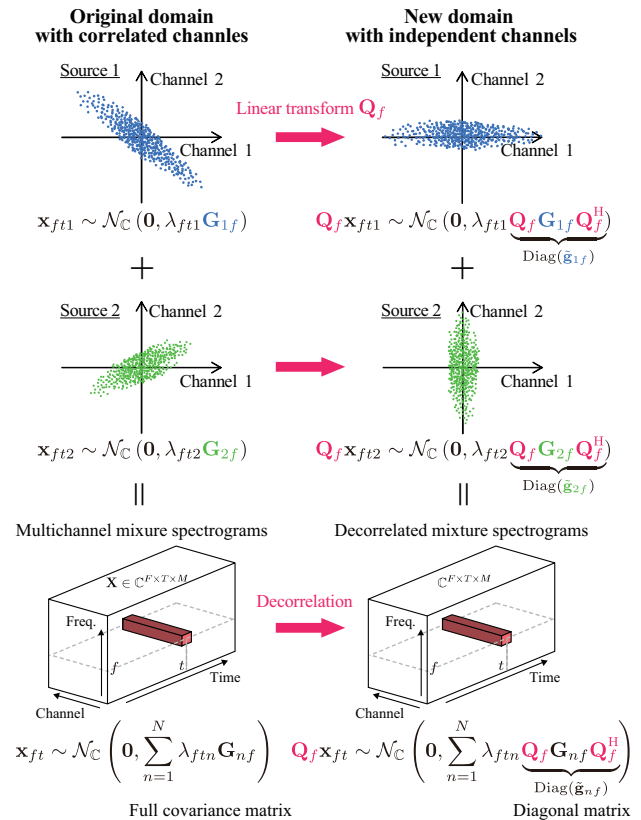 Original domain
with correlated channles
New domain
with independent channels
Source 1
Channel 2
Channel 1
Linear transform Q_f
Source 1
Channel 2
Channel 1
x_{ft1} ∼ 𝒩_ℂ (0, λ_{ft1}G_{1f})
Q_f x_{ft1} ∼ 𝒩_ℂ (0, λ_{ft1}Q_f G_{1f} Q_f^H)
Diag(g̃_{1f})
+
+
Source 2
Channel 2
Channel 1
Source 2
Channel 2
Channel 1
x_{ft2} ∼ 𝒩_ℂ (0, λ_{ft2}G_{2f})
Q_f x_{ft2} ∼ 𝒩_ℂ (0, λ_{ft2}Q_f G_{2f} Q_f^H)
Diag(g̃_{2f})
=
=
Multichannel mixure spectrograms
Decorrelated mixture spectrograms
X ∈ ℂ^{F×T×M}
Freq.
f
t
Time
Channel
Decorrelation
ℂ^{F×T×M}
Freq.
f
t
Time
Channel
x_{ft} ∼ 𝒩_ℂ (0, ∑_{n=1}^{N} λ_{ftn}G_{nf})
Q_f x_{ft} ∼ 𝒩_ℂ (0, ∑_{n=1}^{N} λ_{ftn}Q_f G_{nf} Q_f^H)
Diag(g̃_{nf})
Full covariance matrix
Diagonal matrix